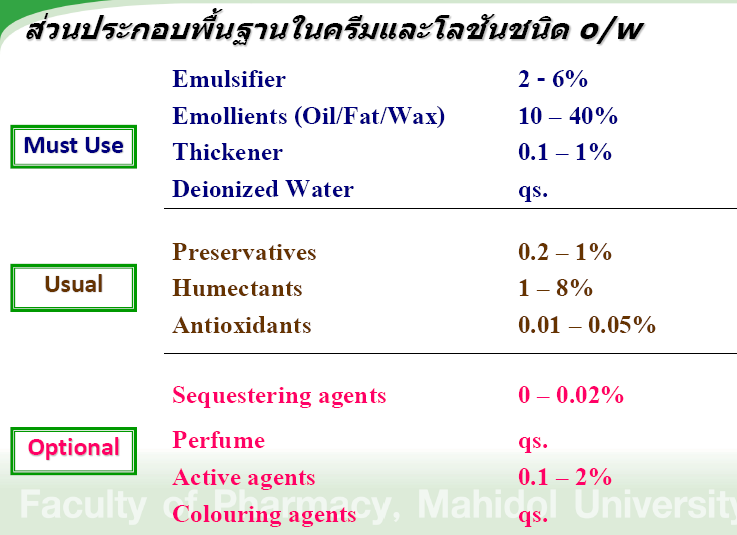 ส่วนประกอบพื้นฐานในครีมและโลชันชนิด o/w
Emulsifier 2 - 6%
Emollients (Oil/Fat/Wax) 10 – 40%
Must Use
Thickener 0.1 – 1%
Deionized Water qs.
Preservatives 0.2 – 1%
Usual
Humectants 1 – 8%
Antioxidants 0.01 – 0.05%
Sequestering agents 0 – 0.02%
Optional
Perfume qs.
Active agents 0.1 – 2%
Faculty of Pharmacy, Mahidol University
Colouring agents qs.